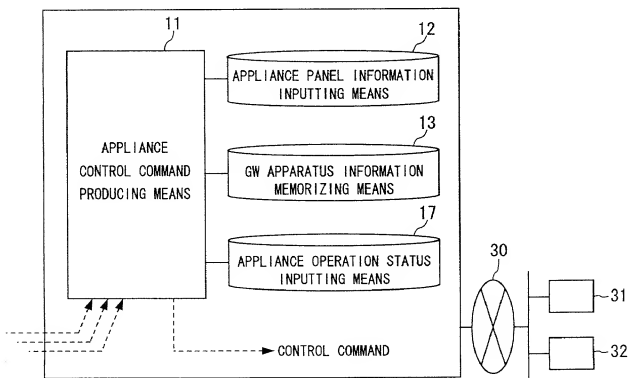 11
12
APPLIANCE PANEL INFORMATION
INPUTTING MEANS
APPLIANCE
CONTROL COMMAND
PRODUCING MEANS
13
GW APPARATUS INFORMATION
MEMORIZING MEANS
17
APPLIANCE OPERATION STATUS
INPUTTING MEANS
30
31
32
CONTROL COMMAND